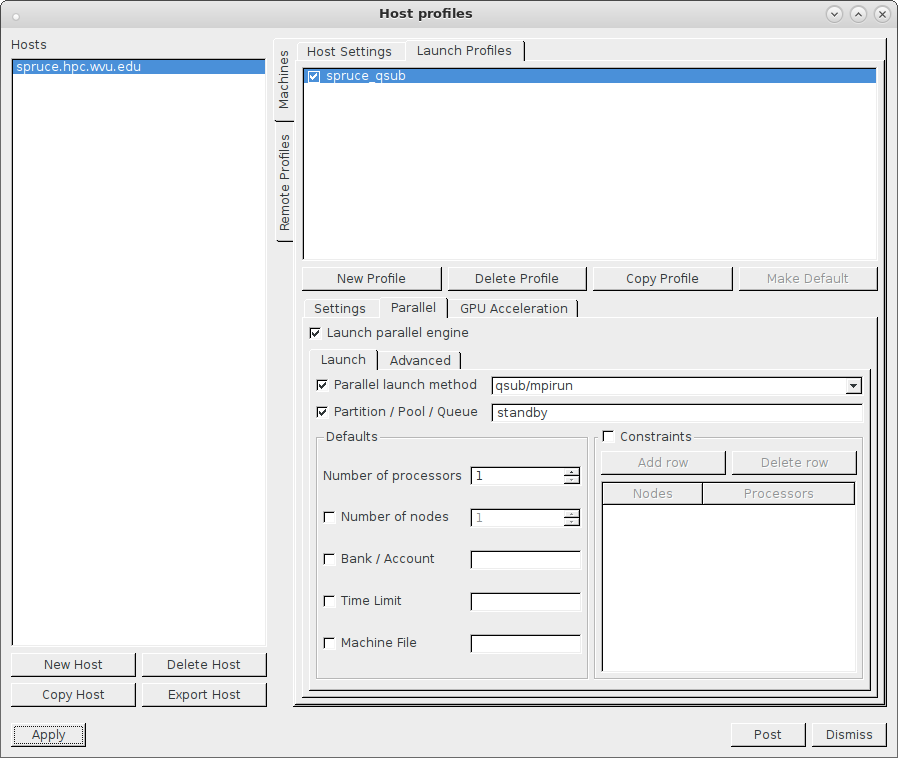 Host profiles
Hosts
spruce.hpc.wvu.edu
New Host
Delete Host
Copy Host
Export Host
Machines
Remote Profiles
Host Settings
Launch Profiles
spruce_qsub
New Profile
Delete Profile
Copy Profile
Make Default
Settings
Parallel
GPU Acceleration
Launch parallel engine
Launch
Advanced
Parallel launch method
qsub/mpirun
Partition / Pool / Queue
standby
Defaults
Number of processors
1
Number of nodes
1
Bank / Account
Time Limit
Machine File
Constraints
Add row
Delete row
Nodes
Processors
Apply
Post
Dismiss